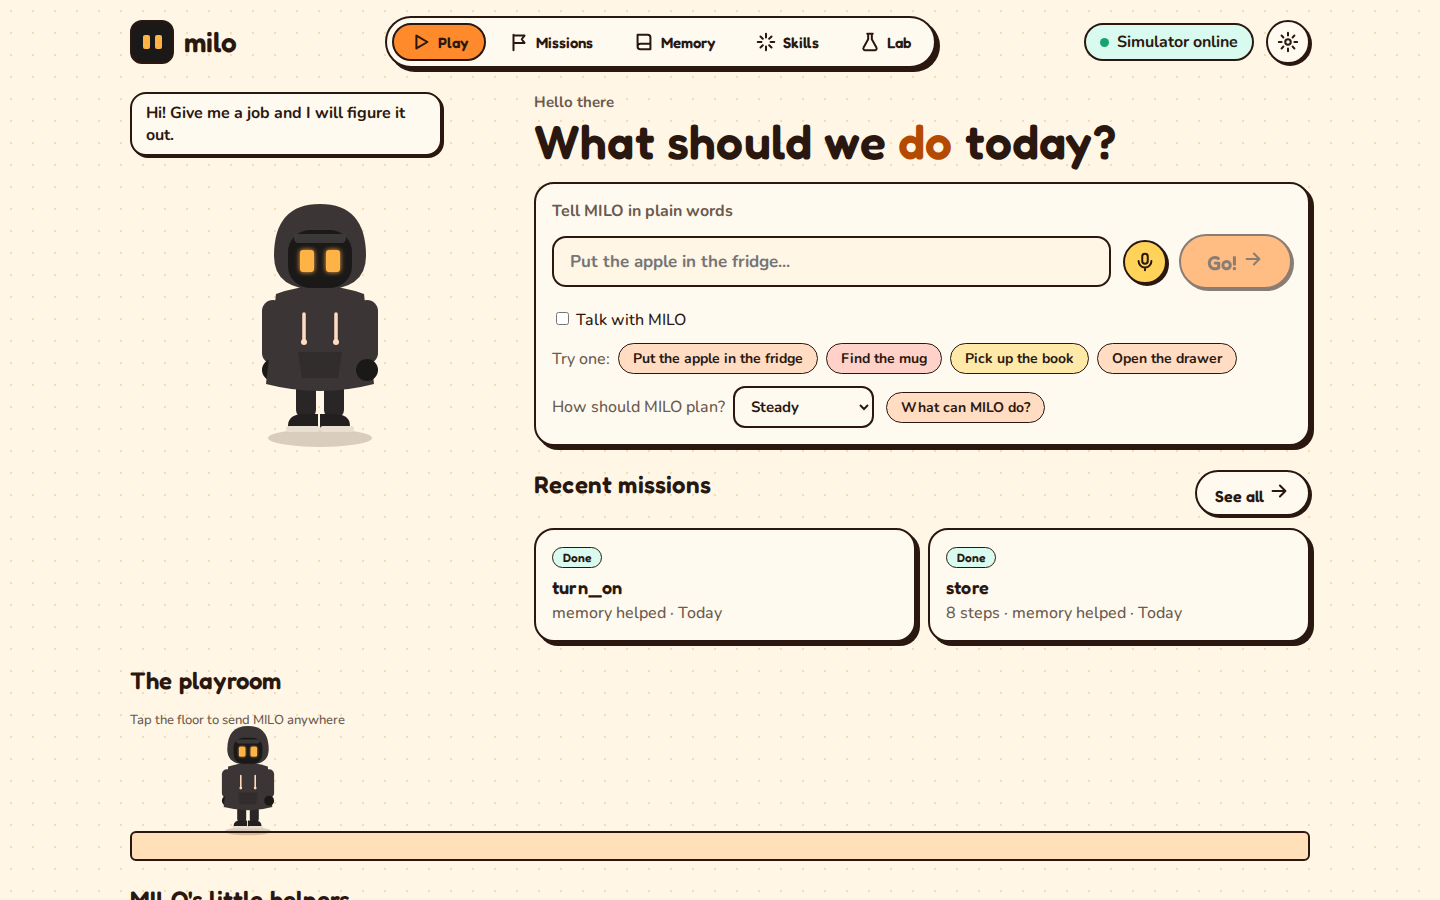 milo
Play
Missions
Memory
Skills
Lab
Simulator online
Hi! Give me a job and I will figure it
out.
Hello there
What should we do today?
Tell MILO in plain words
Put the apple in the fridge...
Go!
Talk with MILO
Try one:
Put the apple in the fridge
Find the mug
Pick up the book
Open the drawer
How should MILO plan?
Steady
What can MILO do?
Recent missions
See all
Done
turn_on
memory helped · Today
Done
store
8 steps · memory helped · Today
The playroom
Tap the floor to send MILO anywhere
MILO's little helpers